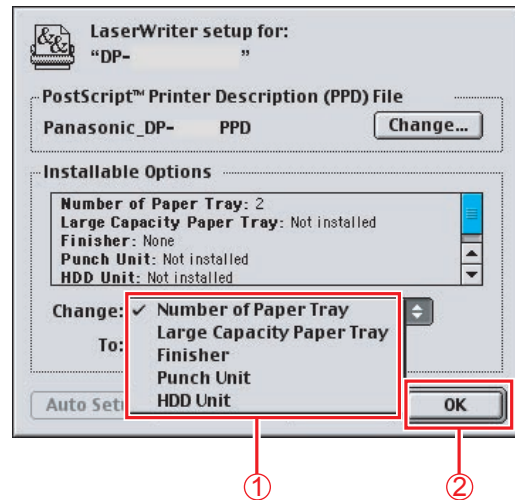 LaserWriter setup for:
“DP-          ”
PostScript™ Printer Description (PPD) File
Panasonic_DP-     PPD
Change...
Installable Options
Number of Paper Tray: 2
Large Capacity Paper Tray: Not installed
Finisher: None
Punch Unit: Not installed
HDD Unit: Not installed
Change: ✓ Number of Paper Tray
Large Capacity Paper Tray
To:
Finisher
Punch Unit
HDD Unit
Auto Set
OK
1
2